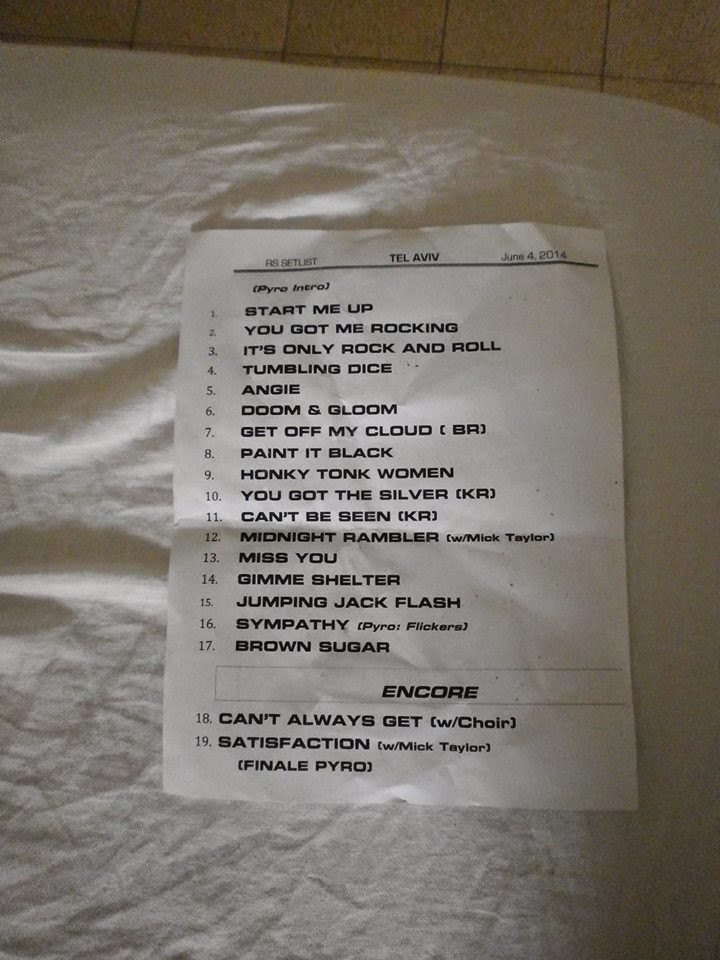 RS SETLIST TEL AVIV June 4, 2014
(Pyro Intro)
1. START ME UP
2. YOU GOT ME ROCKING
3. IT'S ONLY ROCK AND ROLL
4. TUMBLING DICE
5. ANGIE
6. DOOM & GLOOM
7. GET OFF MY CLOUD ( BR)
8. PAINT IT BLACK
9. HONKY TONK WOMEN
10. YOU GOT THE SILVER (KR)
11. CAN'T BE SEEN (KR)
12. MIDNIGHT RAMBLER (w/Mick Taylor)
13. MISS YOU
14. GIMME SHELTER
15. JUMPING JACK FLASH
16. SYMPATHY (Pyro: Flickers)
17. BROWN SUGAR
ENCORE
18. CAN'T ALWAYS GET (w/Choir)
19. SATISFACTION (w/Mick Taylor)
(FINALE PYRO)